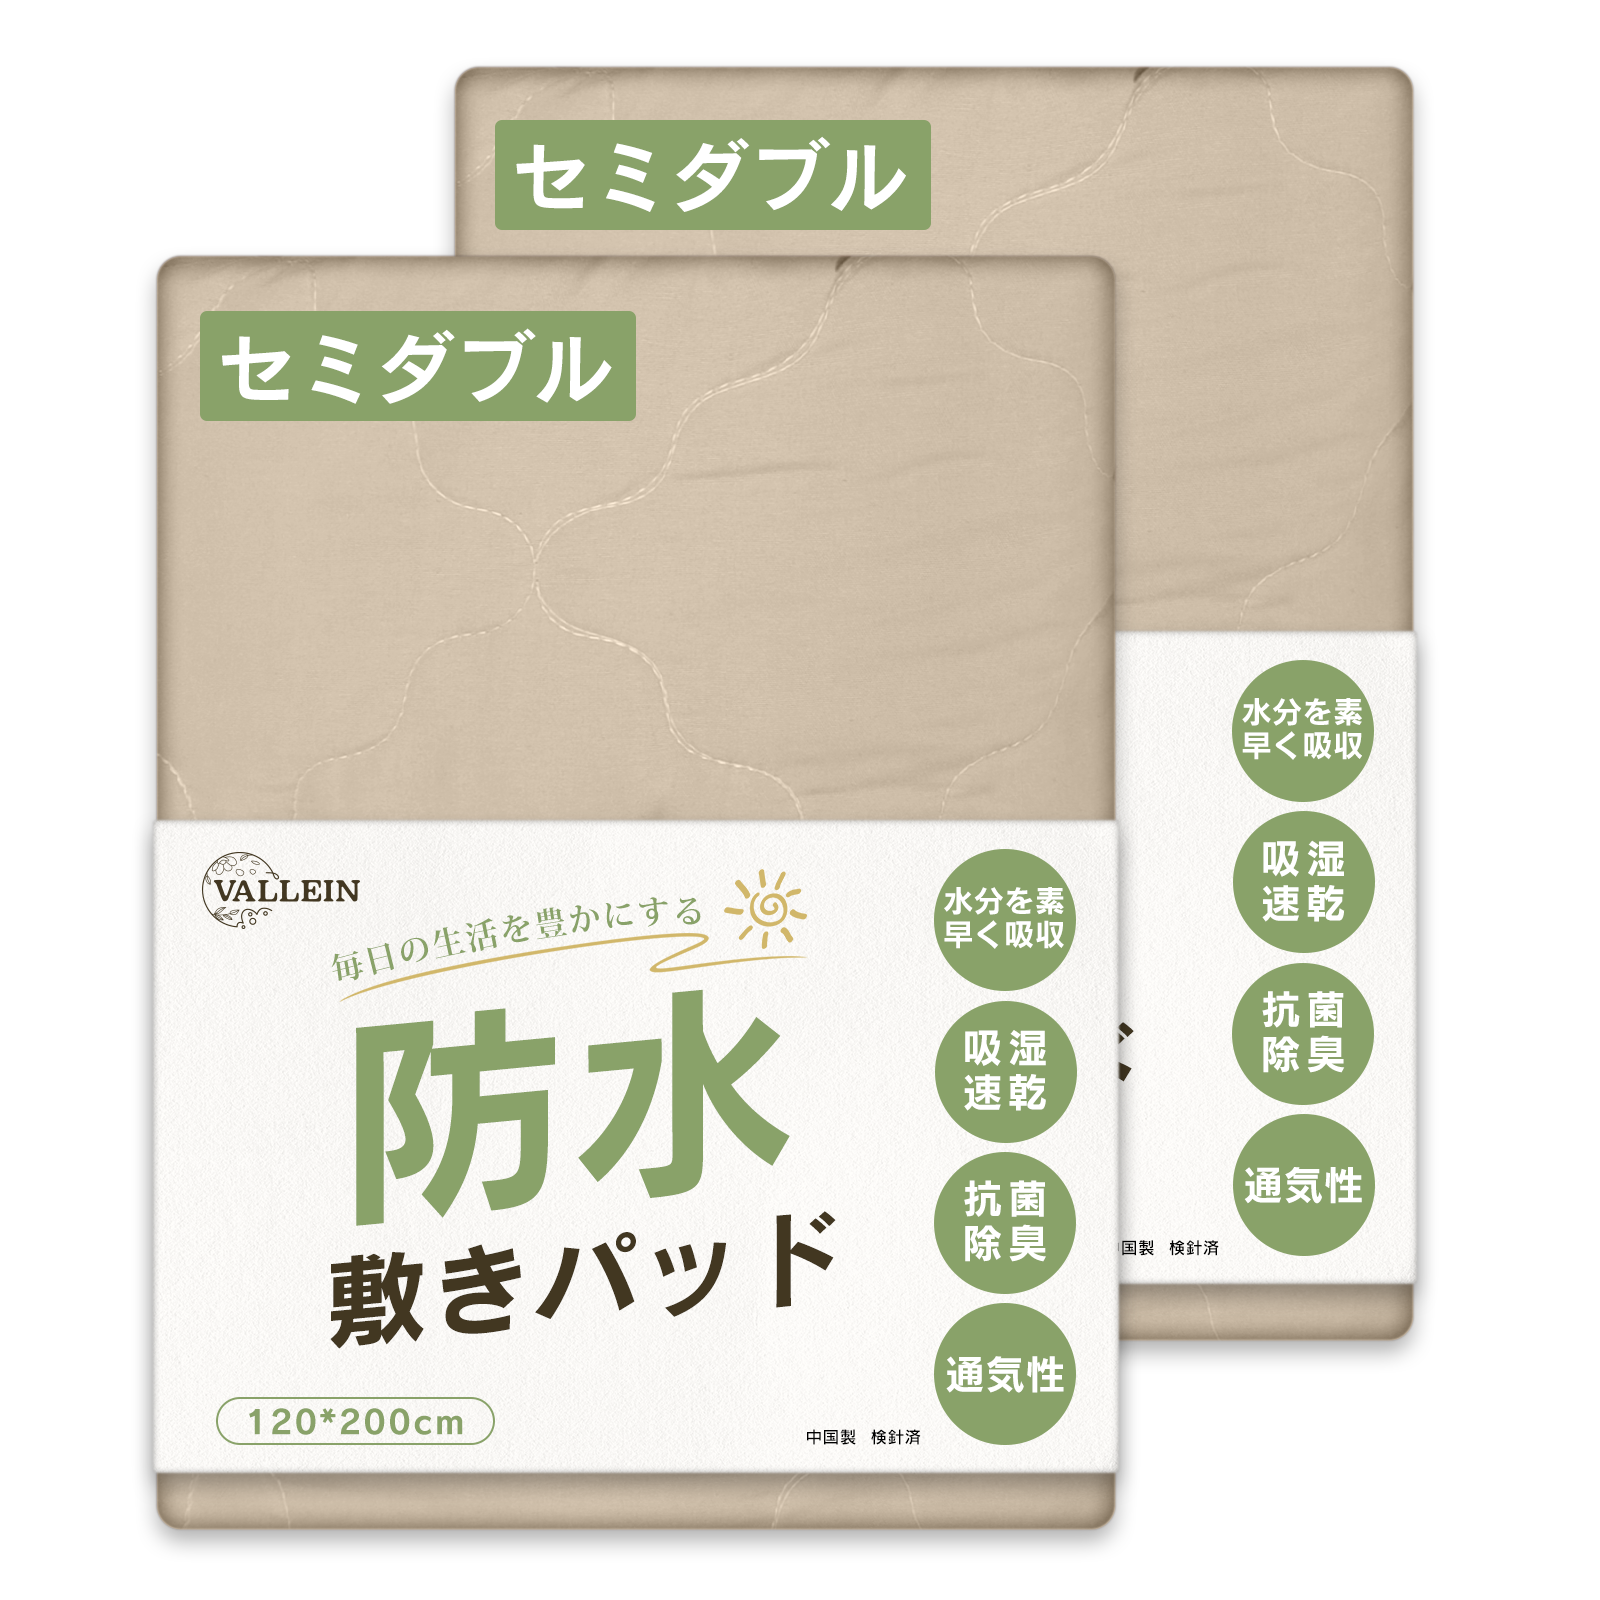 セミダブル
水分を素
早く吸収
吸湿
速乾
抗菌
除臭
通気性
国製 検針済
セミダブル
VALLEIN
毎日の生活を豊かにする
防水
敷きパッド
120*200cm
中国製 検針済
水分を素
早く吸収
吸湿
速乾
抗菌
除臭
通気性